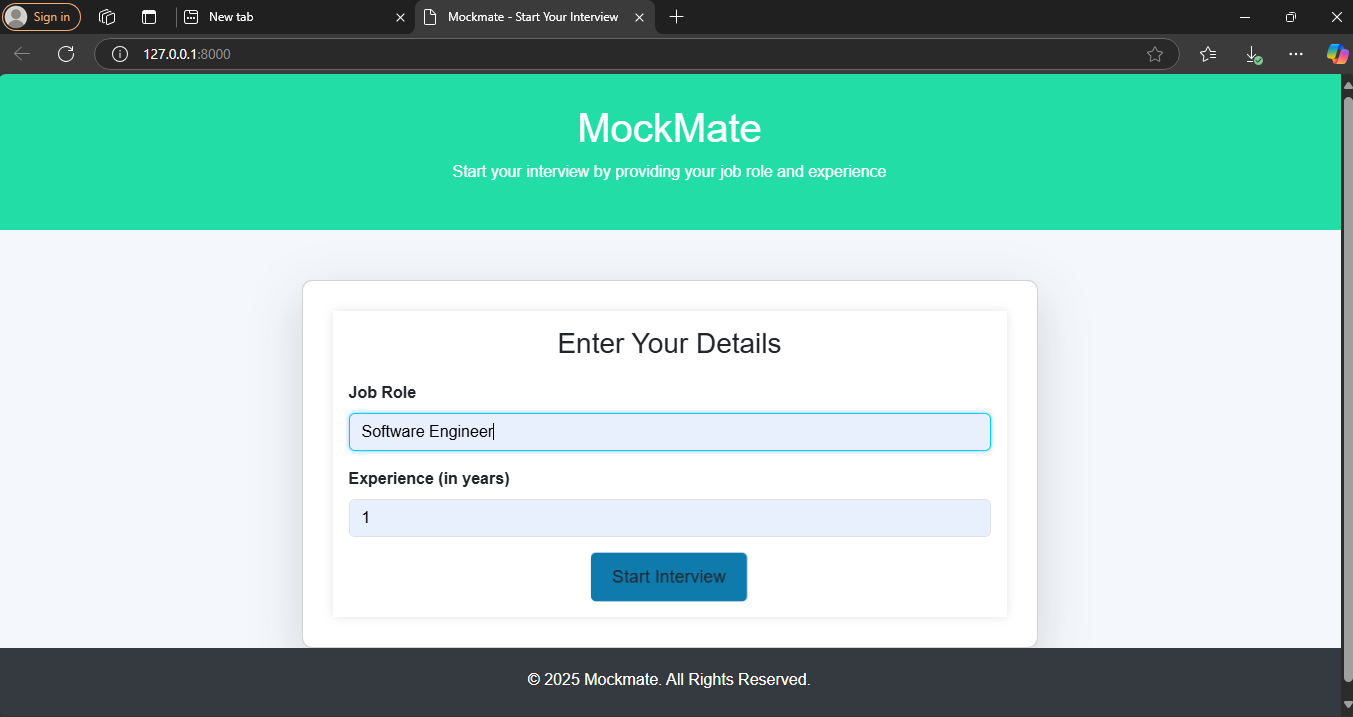 Sign in
New tab
Mockmate - Start Your Interview
127.0.0.1:8000
MockMate
Start your interview by providing your job role and experience
Enter Your Details
Job Role
Software Engineer
Experience (in years)
1
Start Interview
© 2025 Mockmate. All Rights Reserved.